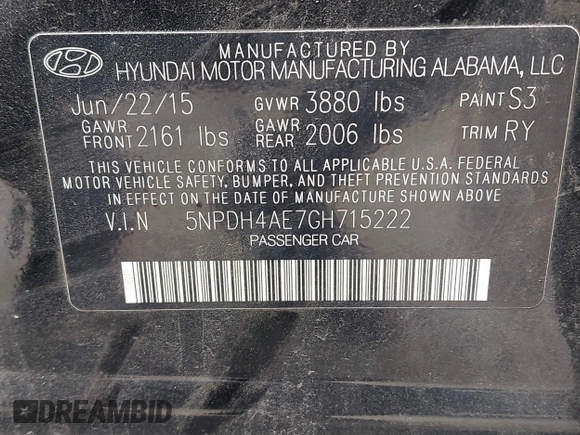 MANUFACTURED BY
HYUNDAI MOTOR MANUFACTURING ALABAMA, LLC
Jun/22/15 GVWR 3880 lbs PAINT S3
GAWR FRONT 2161 lbs GAWR REAR 2006 lbs TRIM RY
THIS VEHICLE CONFORMS TO ALL APPLICABLE U.S.A. FEDERAL
MOTOR VEHICLE SAFETY, BUMPER, AND THEFT PREVENTION STANDARDS
IN EFFECT ON THE DATE OF MANUFACTURE SHOWN ABOVE
V.I.N 5NPDH4AE7GH715222
PASSENGER CAR
DREAMBID